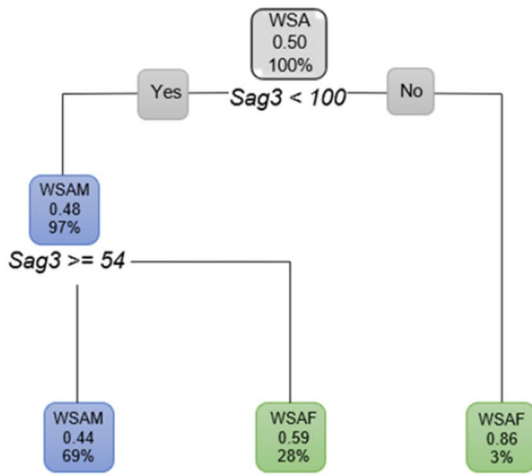 WSA
0.50
100%
Yes
Sag3 < 100
No
WSAM
0.48
97%
Sag3 >= 54
WSAM
0.44
69%
WSAF
0.59
28%
WSAF
0.86
3%